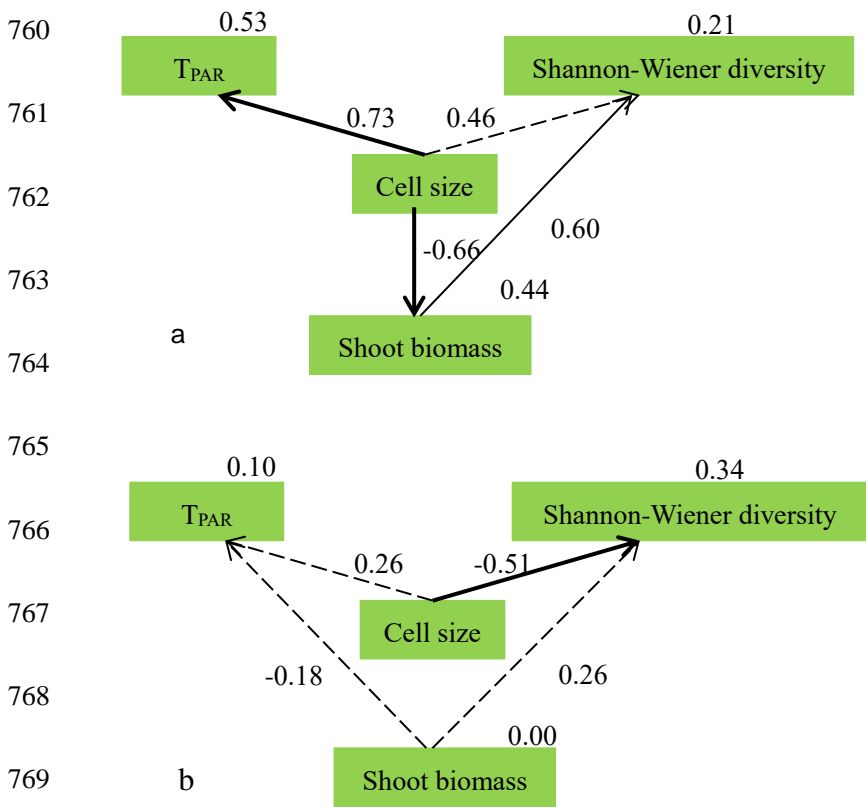 760 0.53 0.21
T_PAR Shannon-Wiener diversity
761 0.73 0.46
762 Cell size
0.60
-0.66
763 0.44
a Shoot biomass
764
765
0.10 0.34
766 T_PAR Shannon-Wiener diversity
0.26 -0.51
767 Cell size
768 -0.18 0.26
0.00
769 b Shoot biomass